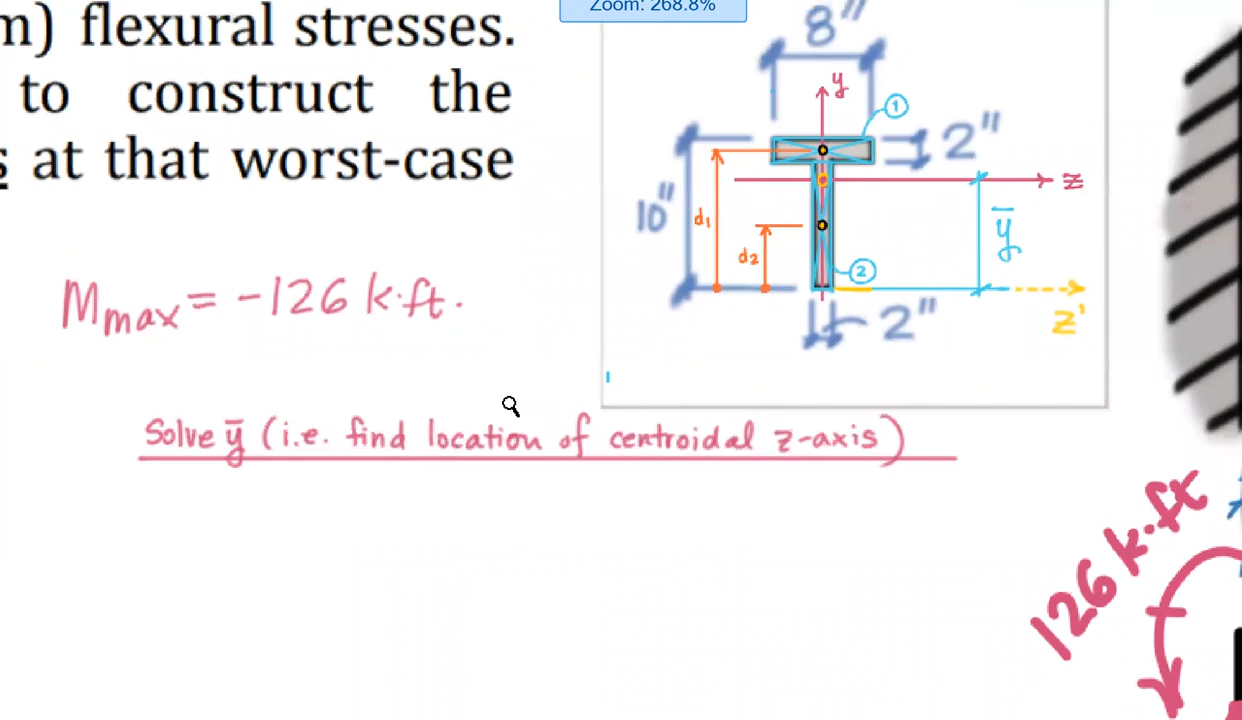 m) flexural stresses.
to construct the
s at that worst-case
Zoom: 268.8%
8"
y
1
2"
z
10"
d1
d2
ȳ
2
2"
z'
Mmax = -126 k·ft.
Solve ȳ (i.e. find location of centroidal z-axis)
126 k·ft